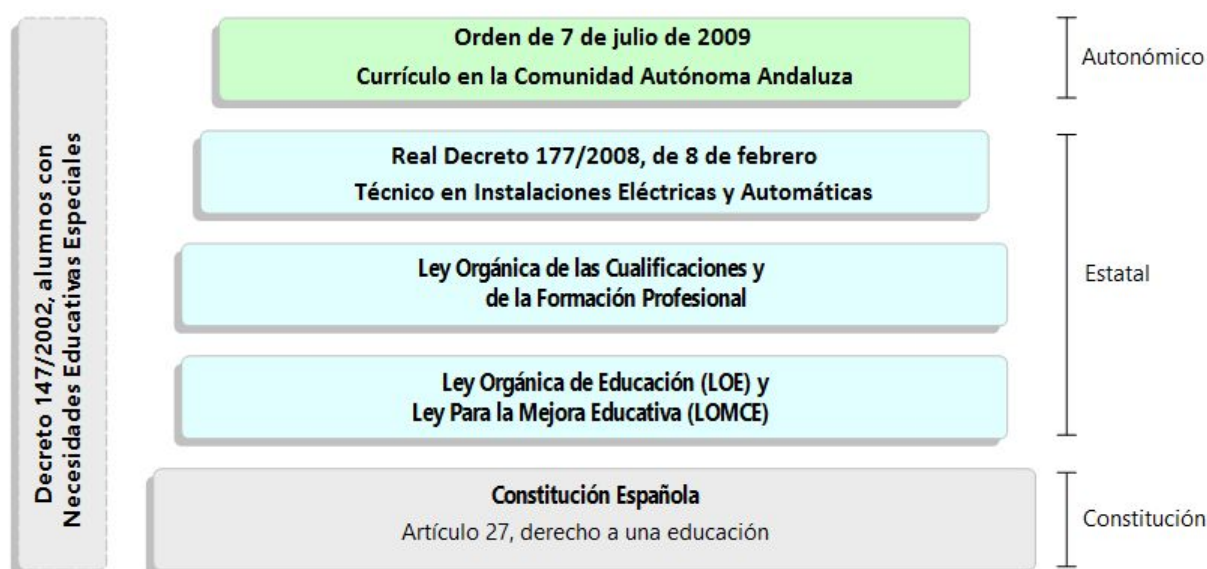 Decreto 147/2002, alumnos con
Necesidades Educativas Especiales
Orden de 7 de julio de 2009
Currículo en la Comunidad Autónoma Andaluza
Autonómico
Real Decreto 177/2008, de 8 de febrero
Técnico en Instalaciones Eléctricas y Automáticas
Ley Orgánica de las Cualificaciones y
de la Formación Profesional
Estatal
Ley Orgánica de Educación (LOE) y
Ley Para la Mejora Educativa (LOMCE)
Constitución Española
Artículo 27, derecho a una educación
Constitución